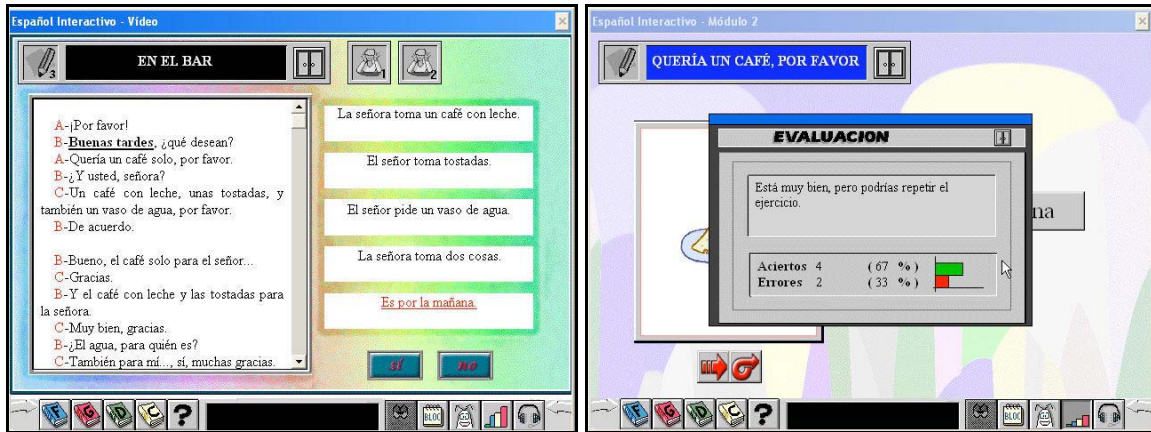 Español Interactivo - Vídeo
3
EN EL BAR
1
2
A-¡Por favor!
B-Buenas tardes, ¿qué desean?
A-Quería un café solo, por favor.
B-¿Y usted, señora?
C-Un café con leche, unas tostadas, y
también un vaso de agua, por favor.
B-De acuerdo.
B-Bueno, el café solo para el señor...
C-Gracias.
B-Y el café con leche y las tostadas para
la señora.
C-Muy bien, gracias.
B-¿El agua, para quién es?
C-También para mí..., sí, muchas gracias.
La señora toma un café con leche.
El señor toma tostadas.
El señor pide un vaso de agua.
La señora toma dos cosas.
Es por la mañana.
sí
no
F
G
D
C
?
BLOC
Español Interactivo - Módulo 2
QUERÍA UN CAFÉ, POR FAVOR
EVALUACION
Está muy bien, pero podrías repetir el
ejercicio.
Aciertos 4 ( 67 % )
Errores 2 ( 33 % )
na
F
G
D
C
?
BLOC